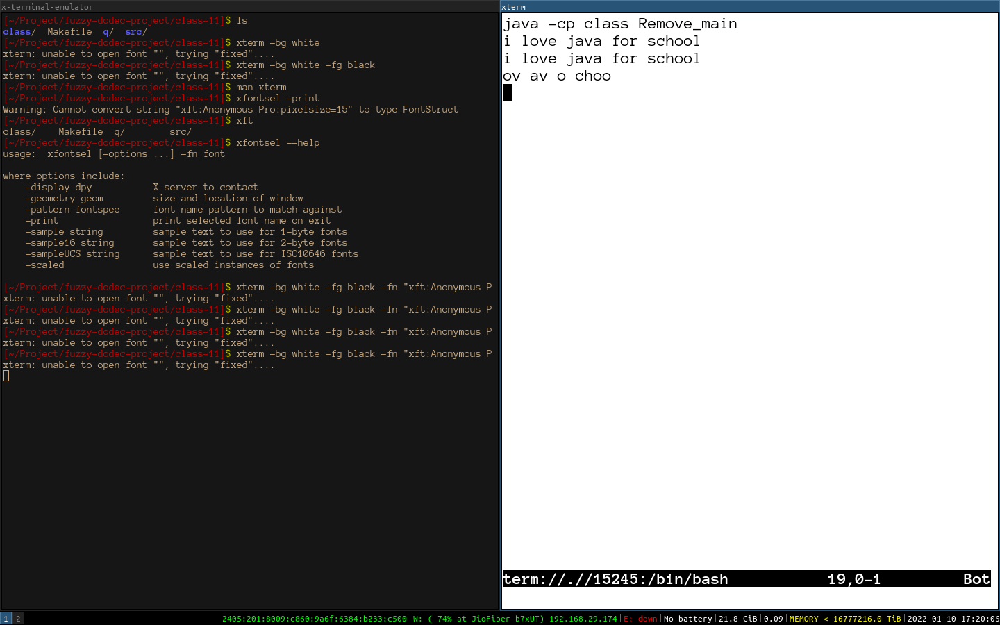 x-terminal-emulator
[~/Project/fuzzy-dodec-project/class-11]$ ls
class/  Makefile  q/  src/
[~/Project/fuzzy-dodec-project/class-11]$ xterm -bg white
xterm: unable to open font "", trying "fixed"....
[~/Project/fuzzy-dodec-project/class-11]$ xterm -bg white -fg black
xterm: unable to open font "", trying "fixed"....
[~/Project/fuzzy-dodec-project/class-11]$ man xterm
[~/Project/fuzzy-dodec-project/class-11]$ xfontsel -print
Warning: Cannot convert string "xft:Anonymous Pro:pixelsize=15" to type FontStruct
[~/Project/fuzzy-dodec-project/class-11]$ xft
class/    Makefile  q/       src/
[~/Project/fuzzy-dodec-project/class-11]$ xfontsel --help
usage:  xfontsel [-options ...] -fn font

where options include:
    -display dpy           X server to contact
    -geometry geom         size and location of window
    -pattern fontspec      font name pattern to match against
    -print                 print selected font name on exit
    -sample string         sample text to use for 1-byte fonts
    -sample16 string       sample text to use for 2-byte fonts
    -sampleUCS string      sample text to use for ISO10646 fonts
    -scaled                use scaled instances of fonts

[~/Project/fuzzy-dodec-project/class-11]$ xterm -bg white -fg black -fn "xft:Anonymous P
xterm: unable to open font "", trying "fixed"....
[~/Project/fuzzy-dodec-project/class-11]$ xterm -bg white -fg black -fn "xft:Anonymous P
xterm: unable to open font "", trying "fixed"....
[~/Project/fuzzy-dodec-project/class-11]$ xterm -bg white -fg black -fn "xft:Anonymous P
xterm: unable to open font "", trying "fixed"....
[~/Project/fuzzy-dodec-project/class-11]$ xterm -bg white -fg black -fn "xft:Anonymous P
xterm: unable to open font "", trying "fixed"....
xterm
java -cp class Remove_main
i love java for school
i love java for school
ov av o choo
term://.//15245:/bin/bash 19,0-1 Bot
1 2 2405:201:8009:c860:9a6f:6384:b233:c500|W: ( 74% at JioFiber-b7xUT) 192.168.29.174|E: down|No battery|21.8 GiB|0.09|MEMORY < 16777216.0 TiB|2022-01-10 17:20:05